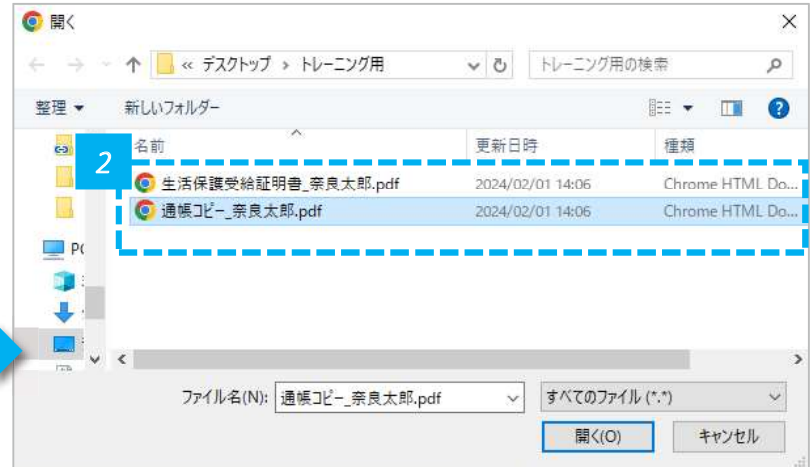 開く
« デスクトップ › トレーニング用
トレーニング用の検索
整理 新しいフォルダー
名前 更新日時 種類
2
生活保護受給証明書_奈良太郎.pdf 2024/02/01 14:06 Chrome HTML Do...
通帳コピー_奈良太郎.pdf 2024/02/01 14:06 Chrome HTML Do...
PC
ファイル名(N): 通帳コピー_奈良太郎.pdf すべてのファイル (*.*)
開く(O) キャンセル